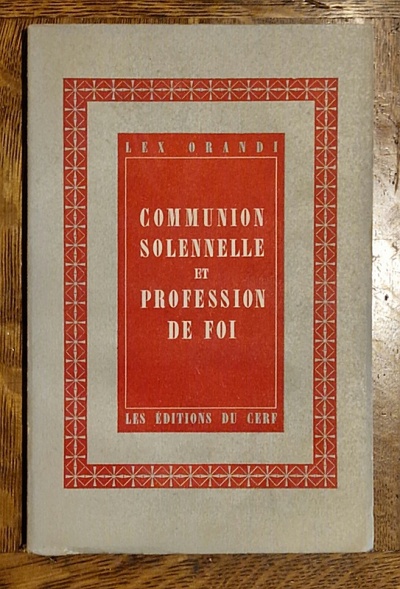 LEX ORANDI
COMMUNION
SOLENNELLE
ET
PROFESSION
DE FOI
LES ÉDITIONS DU CERF